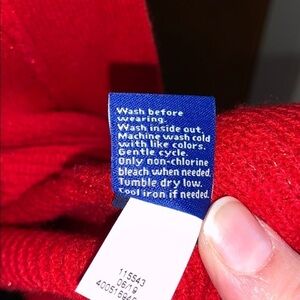 Wash before
wearing.
Wash inside out.
Machine wash cold
with like colors.
Gentle cycle.
Only non-chlorine
bleach when needed.
Tumble dry low.
Cool iron if needed.
115543
06/19